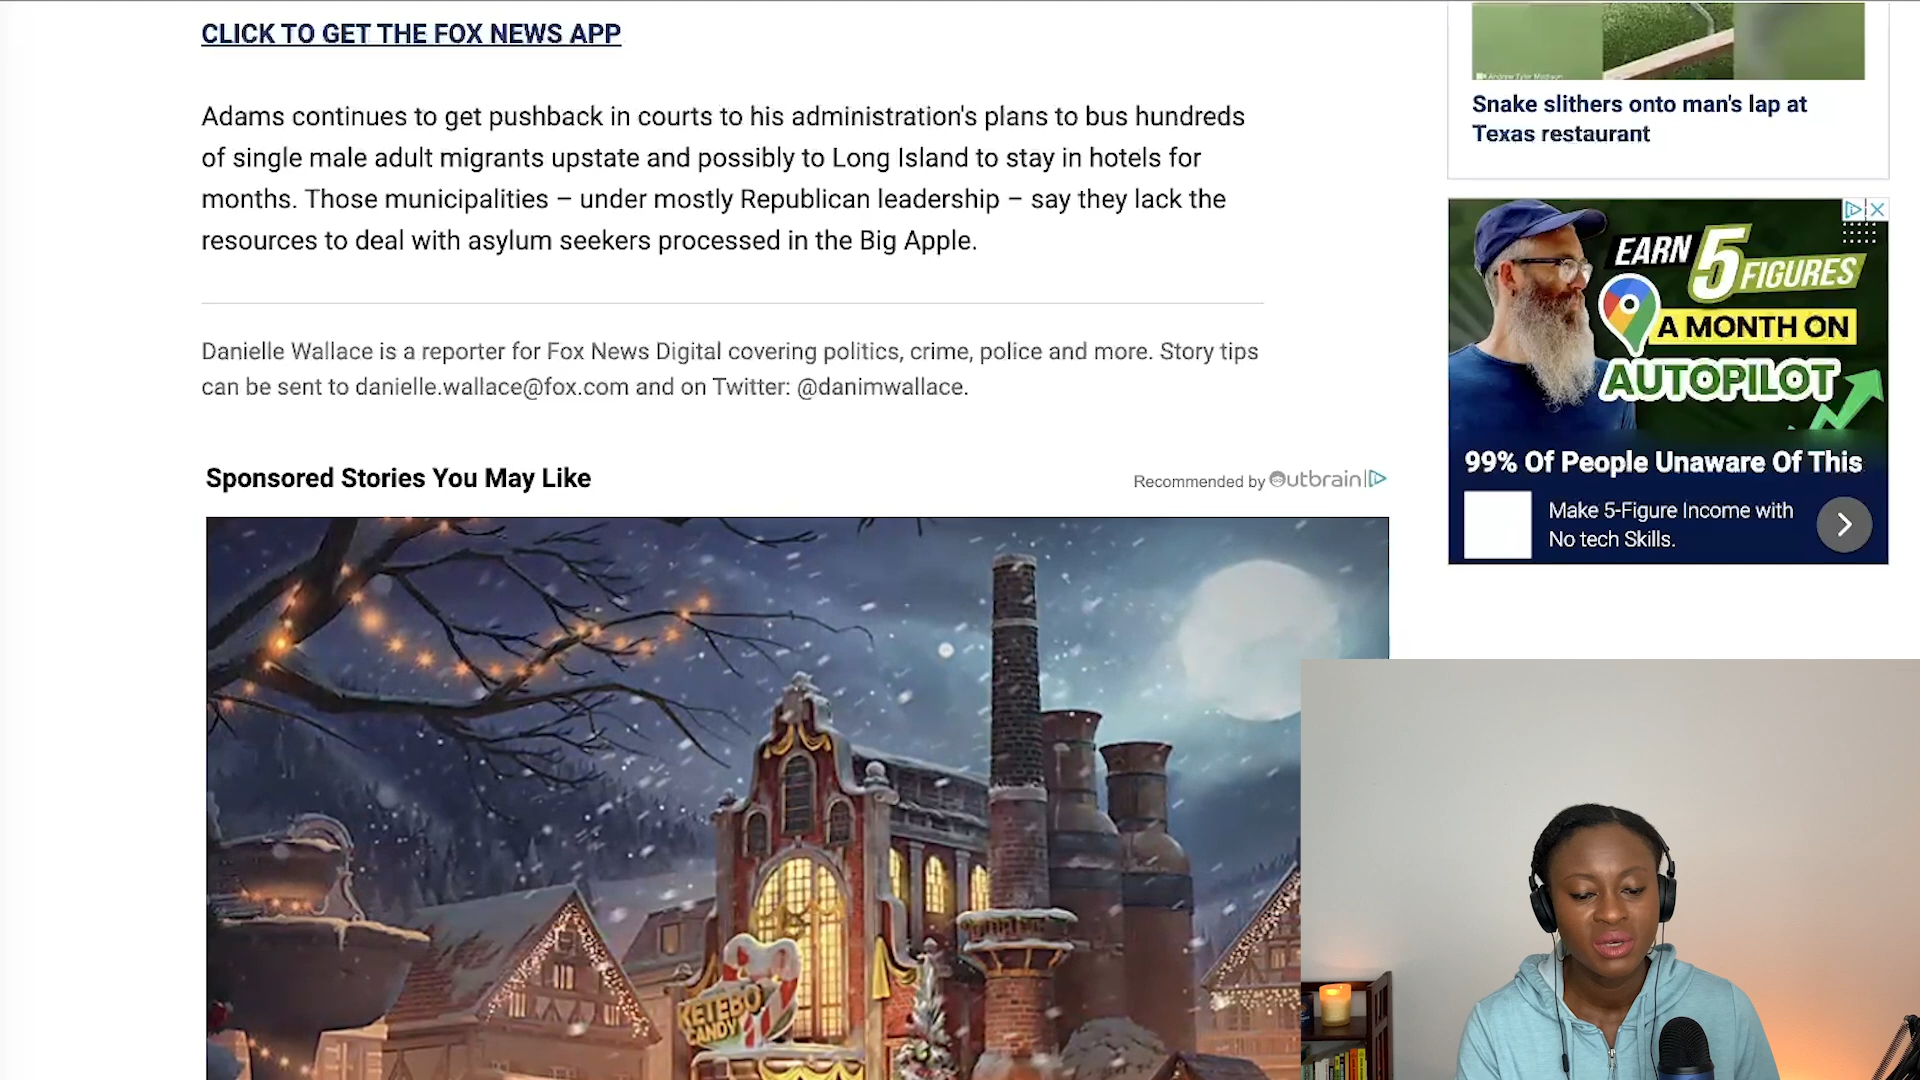 CLICK TO GET THE FOX NEWS APP
Adams continues to get pushback in courts to his administration's plans to bus hundreds
of single male adult migrants upstate and possibly to Long Island to stay in hotels for
months. Those municipalities – under mostly Republican leadership – say they lack the
resources to deal with asylum seekers processed in the Big Apple.
Danielle Wallace is a reporter for Fox News Digital covering politics, crime, police and more. Story tips
can be sent to danielle.wallace@fox.com and on Twitter: @danimwallace.
Sponsored Stories You May Like
Recommended by Outbrain
KETEBO
CANDY
Andrew Tyler Madison
Snake slithers onto man's lap at
Texas restaurant
EARN 5 FIGURES
A MONTH ON
AUTOPILOT
99% Of People Unaware Of This
Make 5-Figure Income with
No tech Skills.